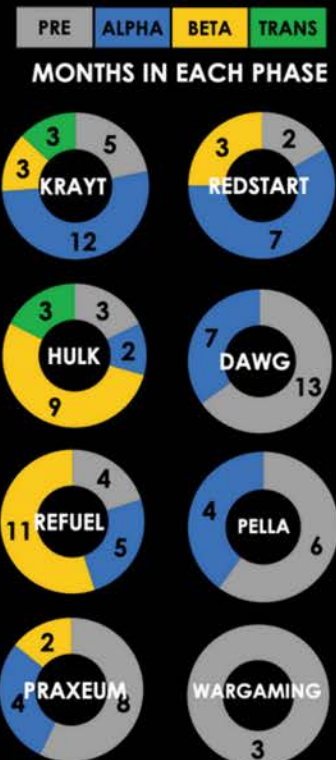 PRE ALPHA BETA TRANS
MONTHS IN EACH PHASE
3 5
3 KRAYT
12
3 2
REDSTART
7
3 3
HULK 2
9
7 DAWG
13
4
11 REFUEL
5
4 PELLA 6
2
PRAXEUM
4 8
WARGAMING
3